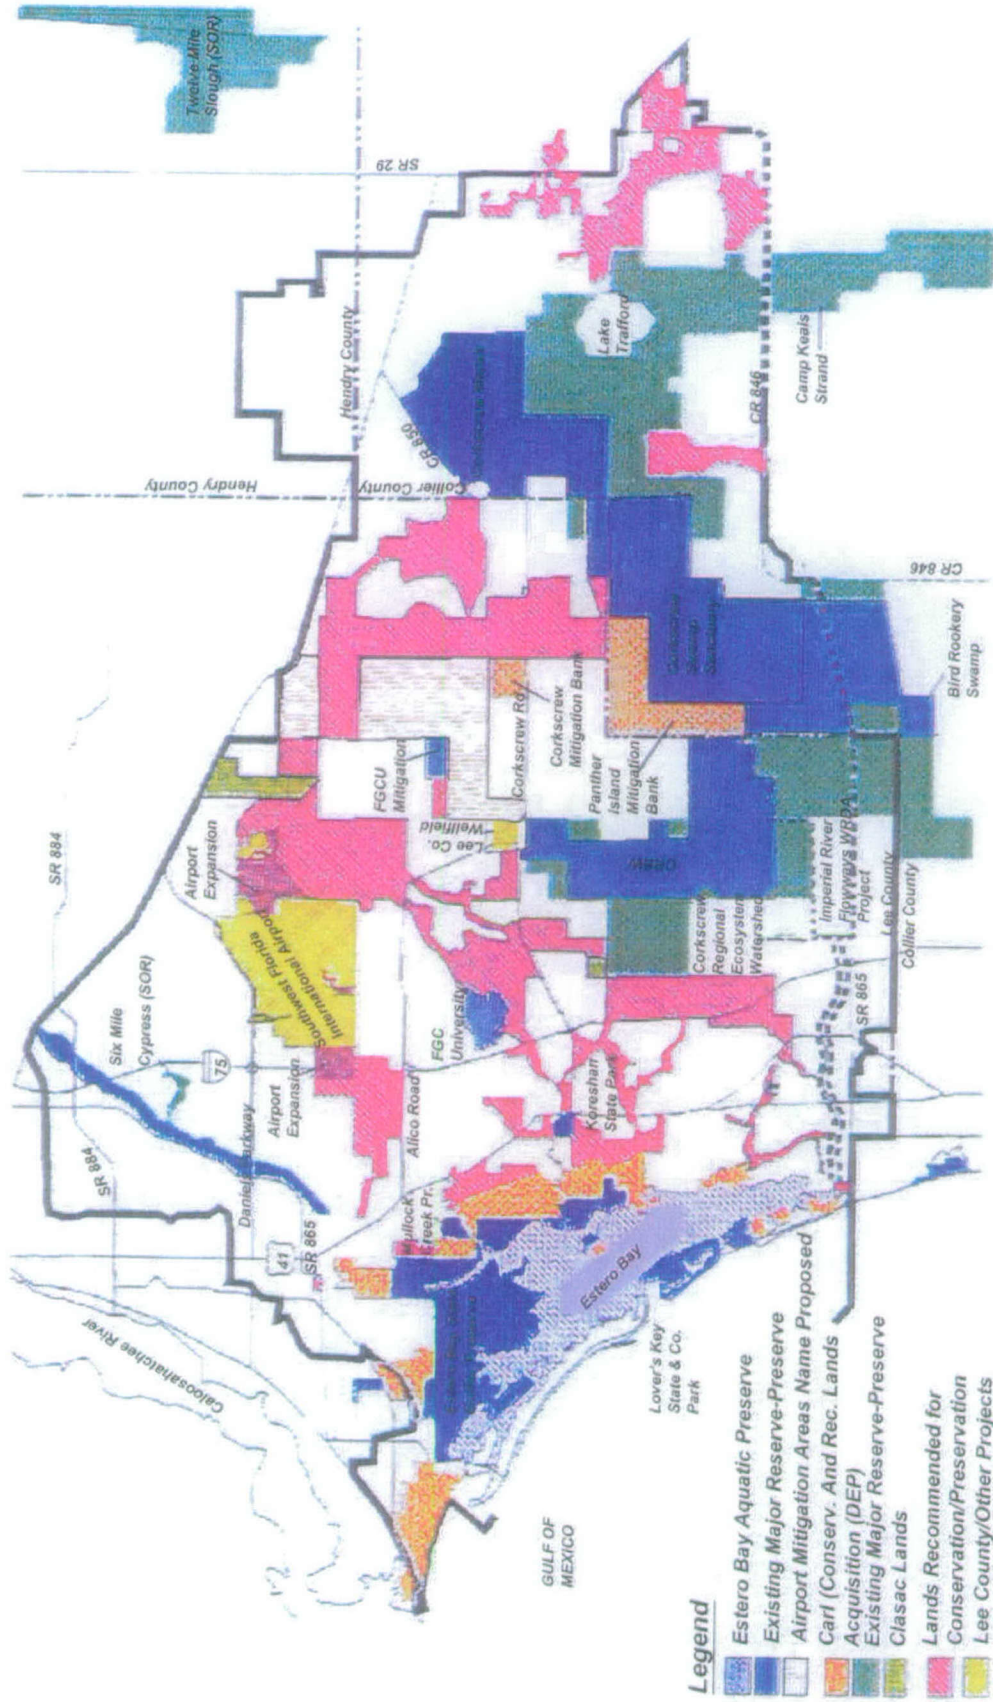 Twelve Mile
Slough (SOR)
SR 29
Hendry County
Hendry County
Collier County
CR 850
Lake
Trafford
CR 846
Camp Keais
Strand
CR 846
Bird Rookery
Swamp
SR 884
Airport
Expansion
FGCU
Mitigation
Corkscrew Rd.
Corkscrew
Mitigation Bank
Panther
Island
Mitigation
Bank
Lee Co.
Wellfield
CREW
Corkscrew
Regional
Ecosystem
Watershed
Imperial River
Flowways WRDA
Project
Lee County
Collier County
SR 865
Six Mile
Cypress (SOR)
75
Southwest Florida
International Airport
Airport
Expansion
FGC
University
Alico Road
Koreshan
State Park
SR 884
Daniels Parkway
41
SR 865
Mullock
Creek Pr.
Estero Bay
Caloosahatchee River
Lover's Key
State & Co.
Park
GULF OF
MEXICO
Legend
Estero Bay Aquatic Preserve
Existing Major Reserve-Preserve
Airport Mitigation Areas Name Proposed
Carl (Conserv. And Rec. Lands
Acquisition (DEP)
Existing Major Reserve-Preserve
Clasac Lands
Lands Recommended for
Conservation/Preservation
Lee County/Other Projects